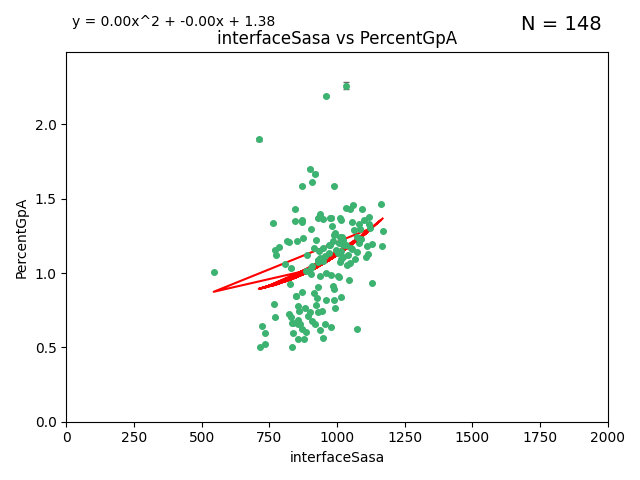 y = 0.00x^2 + -0.00x + 1.38
N = 148
interfaceSasa vs PercentGpA
PercentGpA
2.0
1.5
1.0
0.5
0.0
0 250 500 750 1000 1250 1500 1750 2000
interfaceSasa